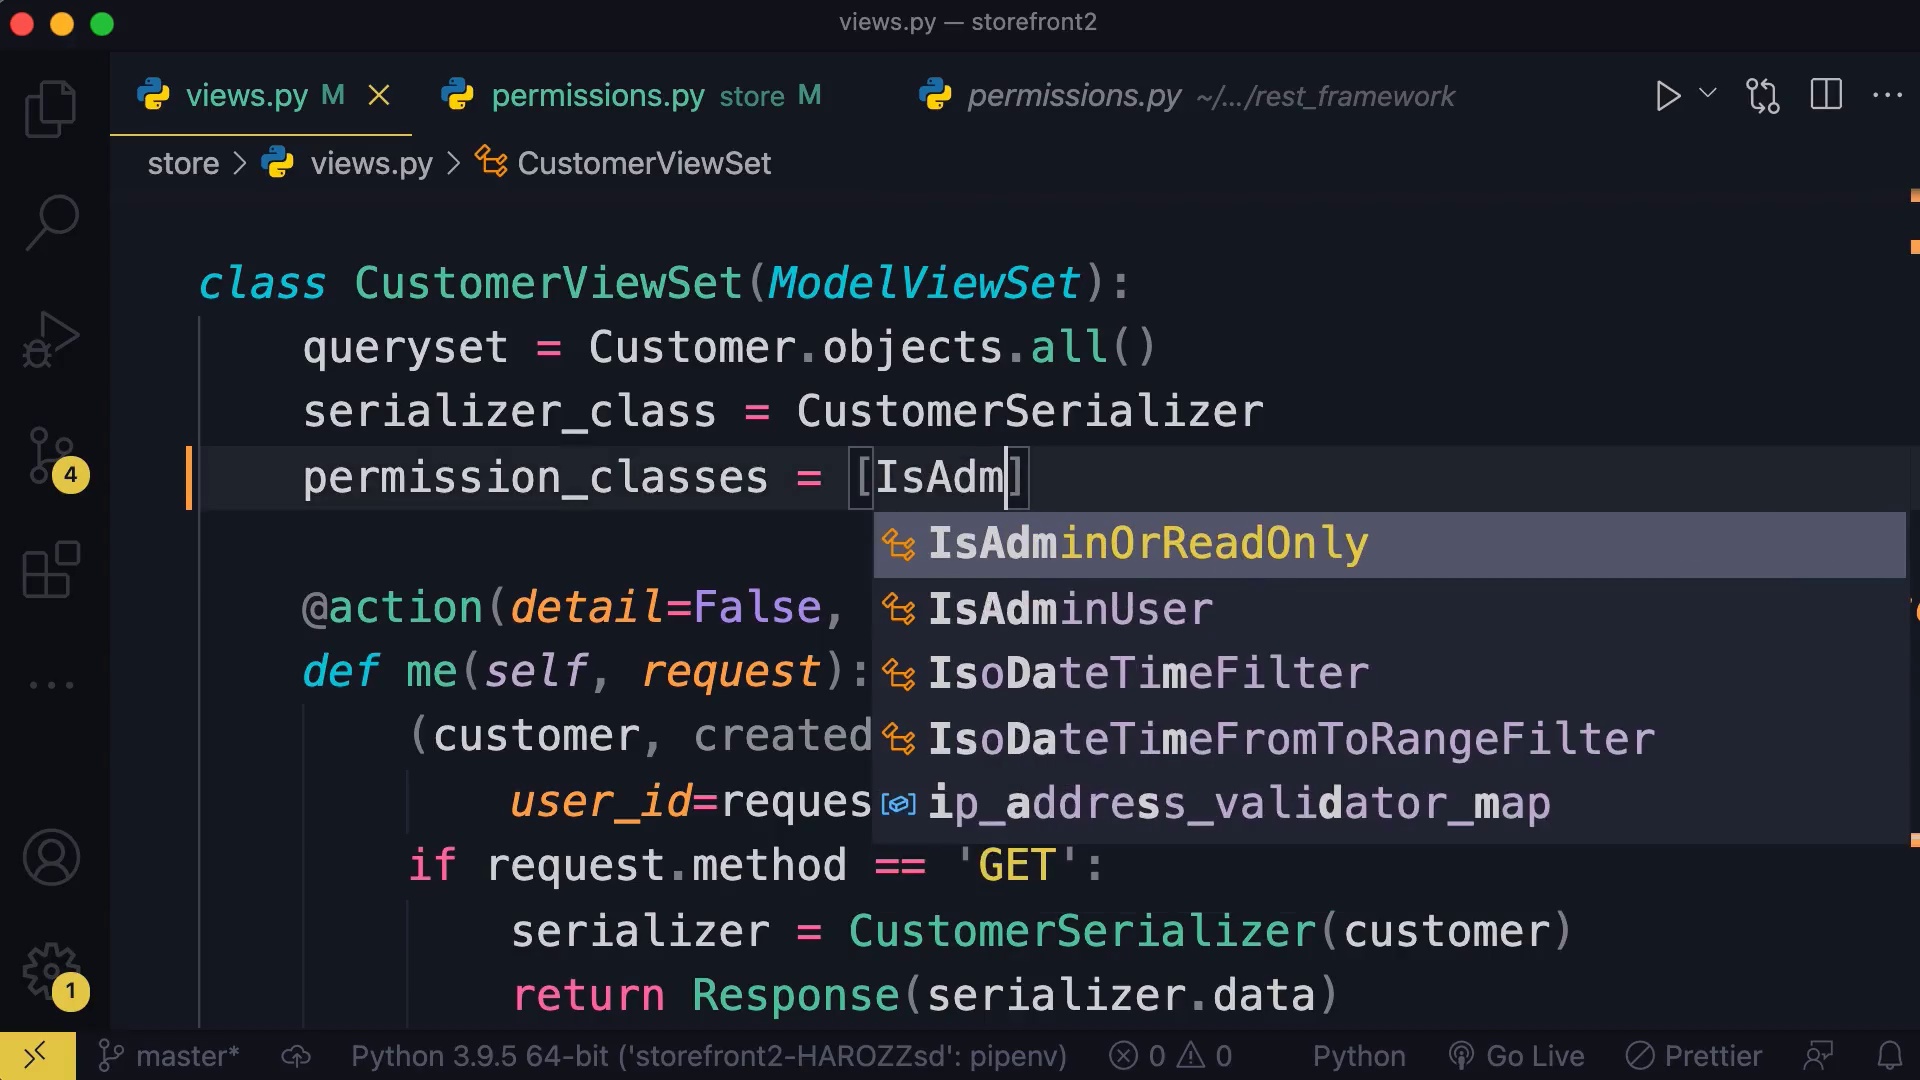 views.py — storefront2
views.py M
permissions.py store M
permissions.py ~/.../rest_framework
store > views.py > CustomerViewSet
class CustomerViewSet(ModelViewSet):
queryset = Customer.objects.all()
serializer_class = CustomerSerializer
permission_classes = [IsAdm]
IsAdminOrReadOnly
@action(detail=False,
IsAdminUser
def me(self, request):
IsoDateTimeFilter
(customer, created
IsoDateTimeFromToRangeFilter
user_id=reques
ip_address_validator_map
if request.method == 'GET':
serializer = CustomerSerializer(customer)
return Response(serializer.data)
4
1
master* Python 3.9.5 64-bit ('storefront2-HAROZZsd': pipenv) 0 0 Python Go Live Prettier